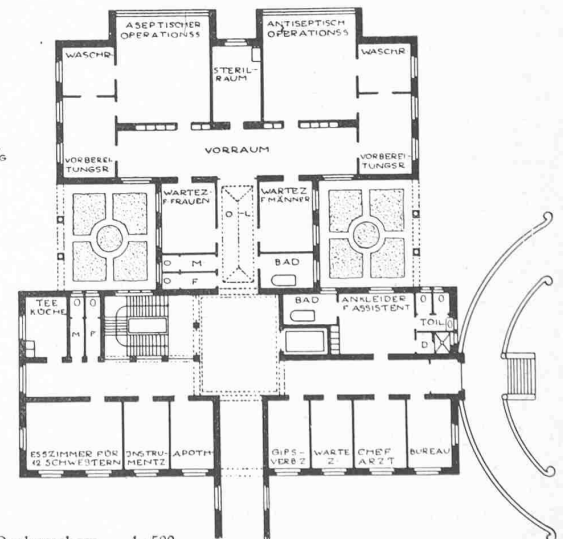 ASEPTISCHER
OPERATIONSS
ANTISEPTISCH
OPERATIONSS
WASCHR
STERIL-
RAUM
WASCHR
G
VORRAUM
VORBEREI
TUNGSR.
VORBEREI-
TUNGSR.
WARTEZ-
F FRAUEN
O-L
WARTEZ
F MÄNNER
O M
O F
BAD
TEE
KÜCHE
O O
M F
BAD
ANKLEIDER
F ASSISTENT
O O
TOIL
O
D
ESSZIMMER FÜR
12 SCHWESTERN
INSTRU-
MENTZ
APOTH
GIPS-
VERBZ
WARTE
Z
CHEF
ARZT
BUREAU